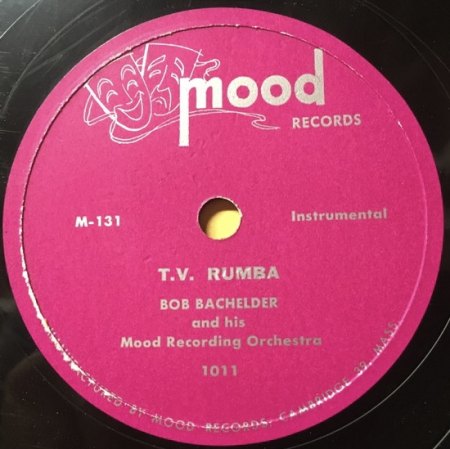 mood
RECORDS
M-131 Instrumental
T.V. RUMBA
BOB BACHELDER
and his
Mood Recording Orchestra
1011
MANUFACTURED BY MOOD RECORDS, CAMBRIDGE 39, MASS.